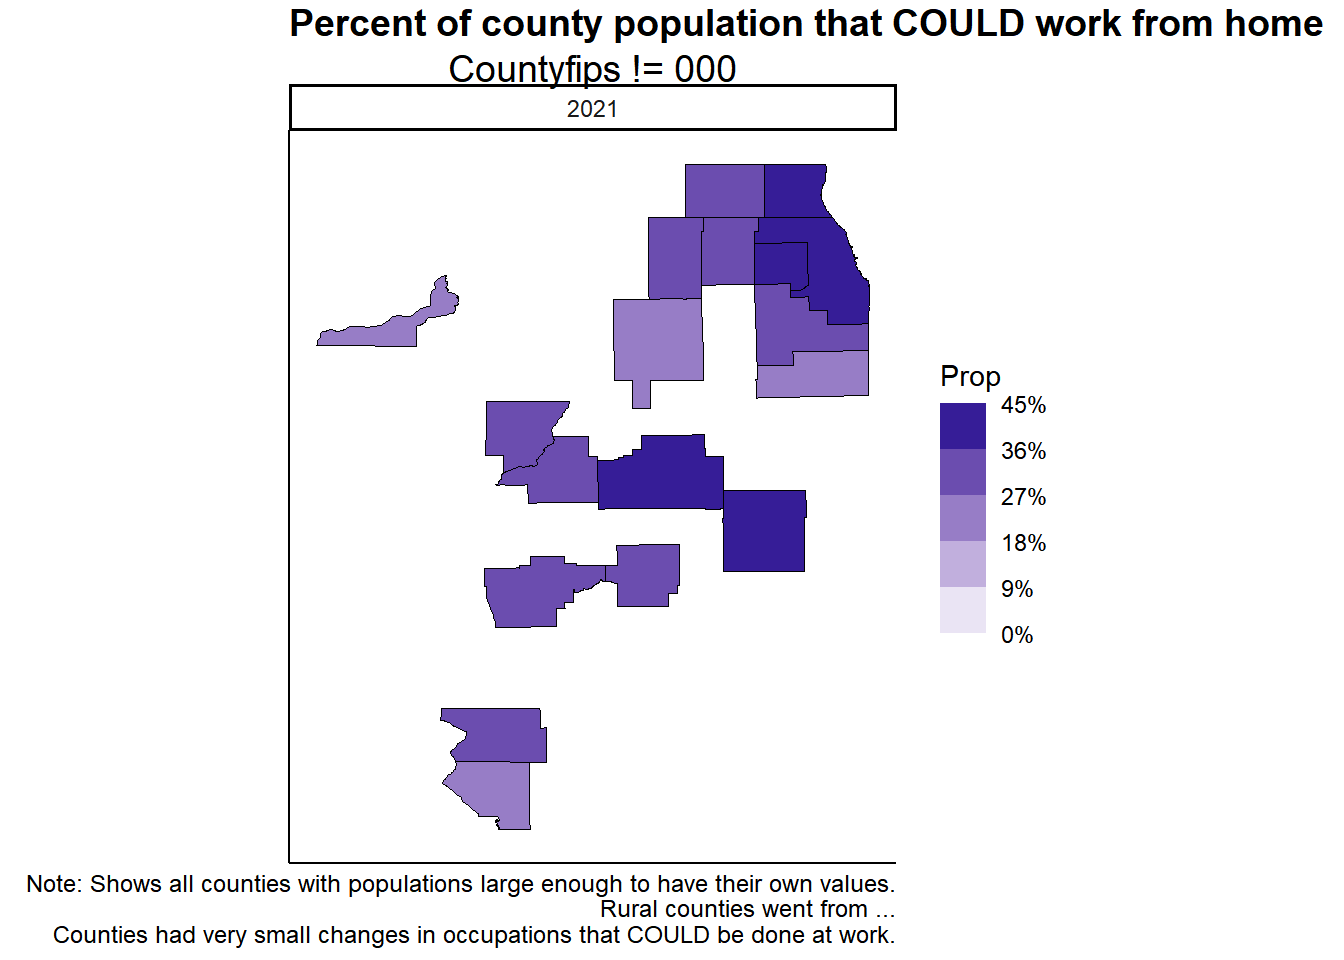 Percent of county population that COULD work from home
Countyfips != 000
2021
Prop
45%
36%
27%
18%
9%
0%
Note: Shows all counties with populations large enough to have their own values.
Rural counties went from ...
Counties had very small changes in occupations that COULD be done at work.